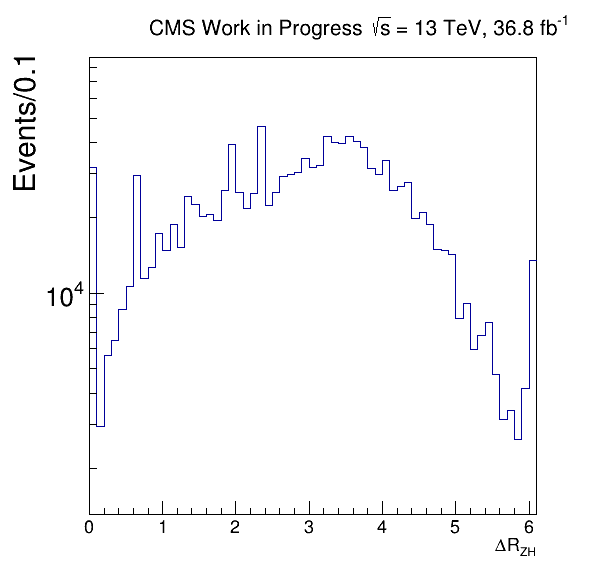 CMS Work in Progress √s = 13 TeV, 36.8 fb⁻¹
Events/0.1
10⁴
0 1 2 3 4 5 6
ΔR_ZH